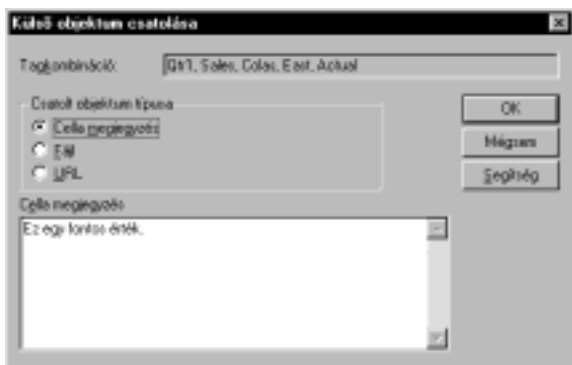 Külső objektum csatolása
Tagkombináció: Qtr1, Sales, Colas, East, Actual
Csatolt objektum típusa
Cella megjegyzés
Fájl
URL
OK
Mégsem
Segítség
Cella megjegyzés
Ez egy fontos érték.